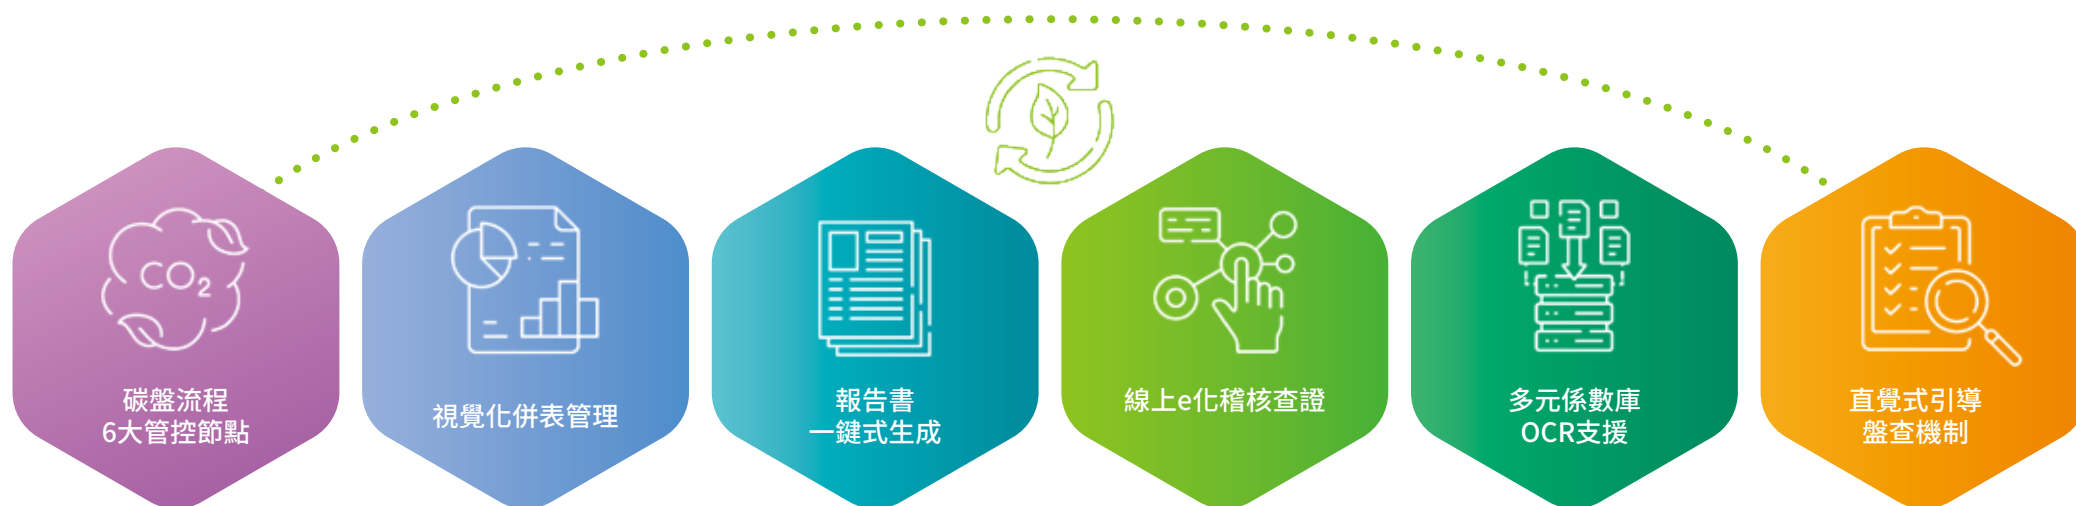 CO₂
碳盤流程
6大管控節點
視覺化併表管理
報告書
一鍵式生成
線上e化稽核查證
多元係數庫
OCR支援
直覺式引導
盤查機制